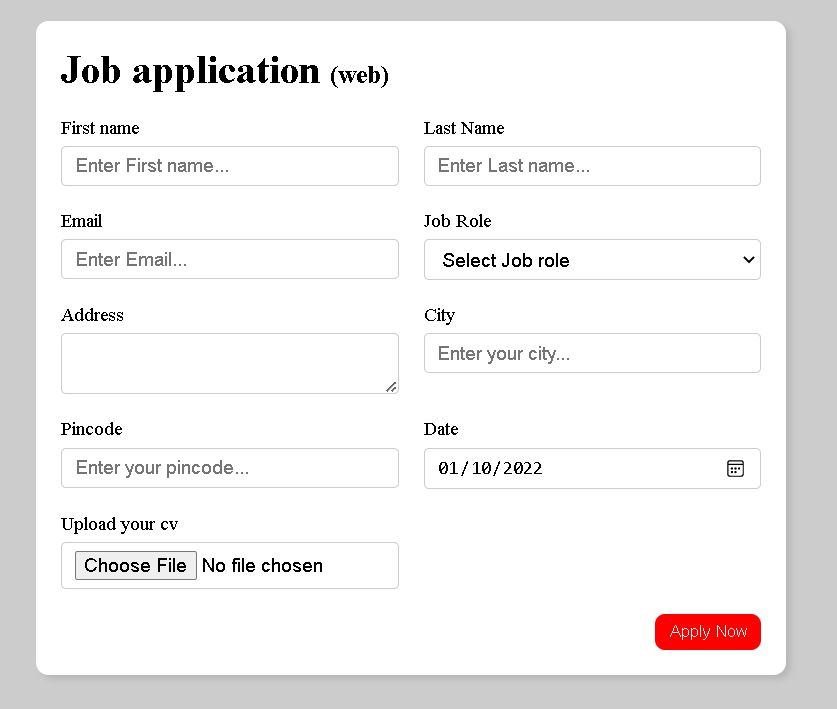 Job application (web)
First name
Last Name
Enter First name...
Enter Last name...
Email
Job Role
Enter Email...
Select Job role
Address
City
Enter your city...
Pincode
Date
Enter your pincode...
01/10/2022
Upload your cv
Choose File No file chosen
Apply Now